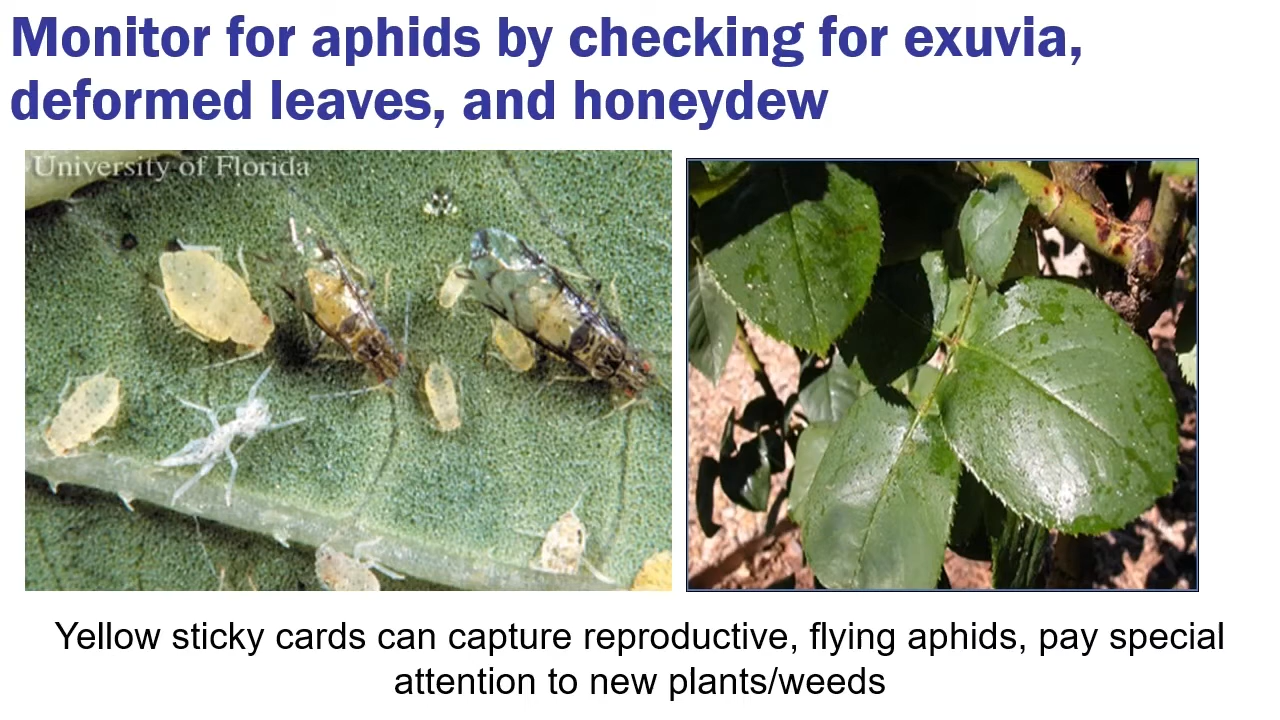 Monitor for aphids by checking for exuvia,
deformed leaves, and honeydew
University of Florida
Yellow sticky cards can capture reproductive, flying aphids, pay special
attention to new plants/weeds